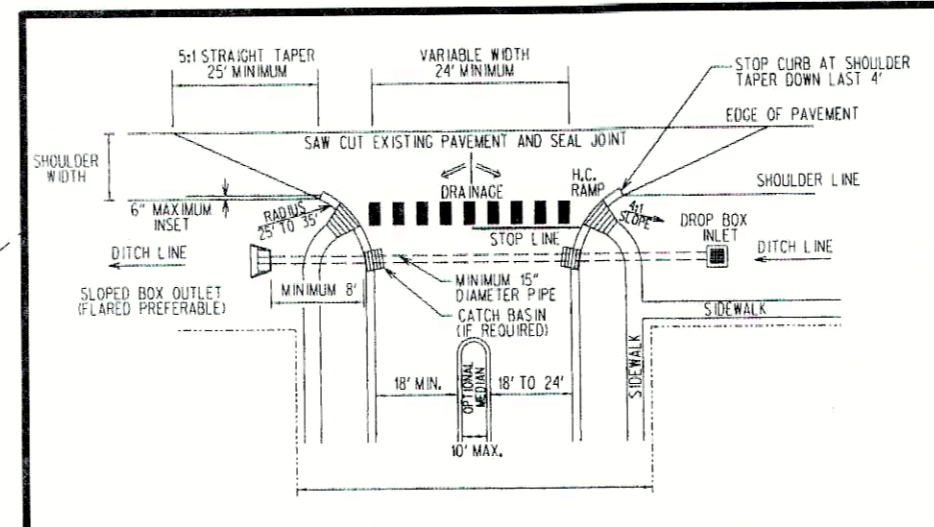 5:1 STRAIGHT TAPER
25' MINIMUM
VARIABLE WIDTH
24' MINIMUM
STOP CURB AT SHOULDER
TAPER DOWN LAST 4'
EDGE OF PAVEMENT
SAW CUT EXISTING PAVEMENT AND SEAL JOINT
SHOULDER
WIDTH
DRAINAGE
H.C.
RAMP
SHOULDER LINE
6" MAXIMUM
INSET
RADIUS
25' TO 35'
4:1
SLOPE
DROP BOX
INLET
STOP LINE
DITCH LINE
DITCH LINE
SLOPED BOX OUTLET
(FLARED PREFERABLE)
MINIMUM 8'
MINIMUM 15"
DIAMETER PIPE
CATCH BASIN
(IF REQUIRED)
SIDEWALK
SIDEWALK
18' MIN.
OPTIONAL
MEDIAN
18' TO 24'
10' MAX.